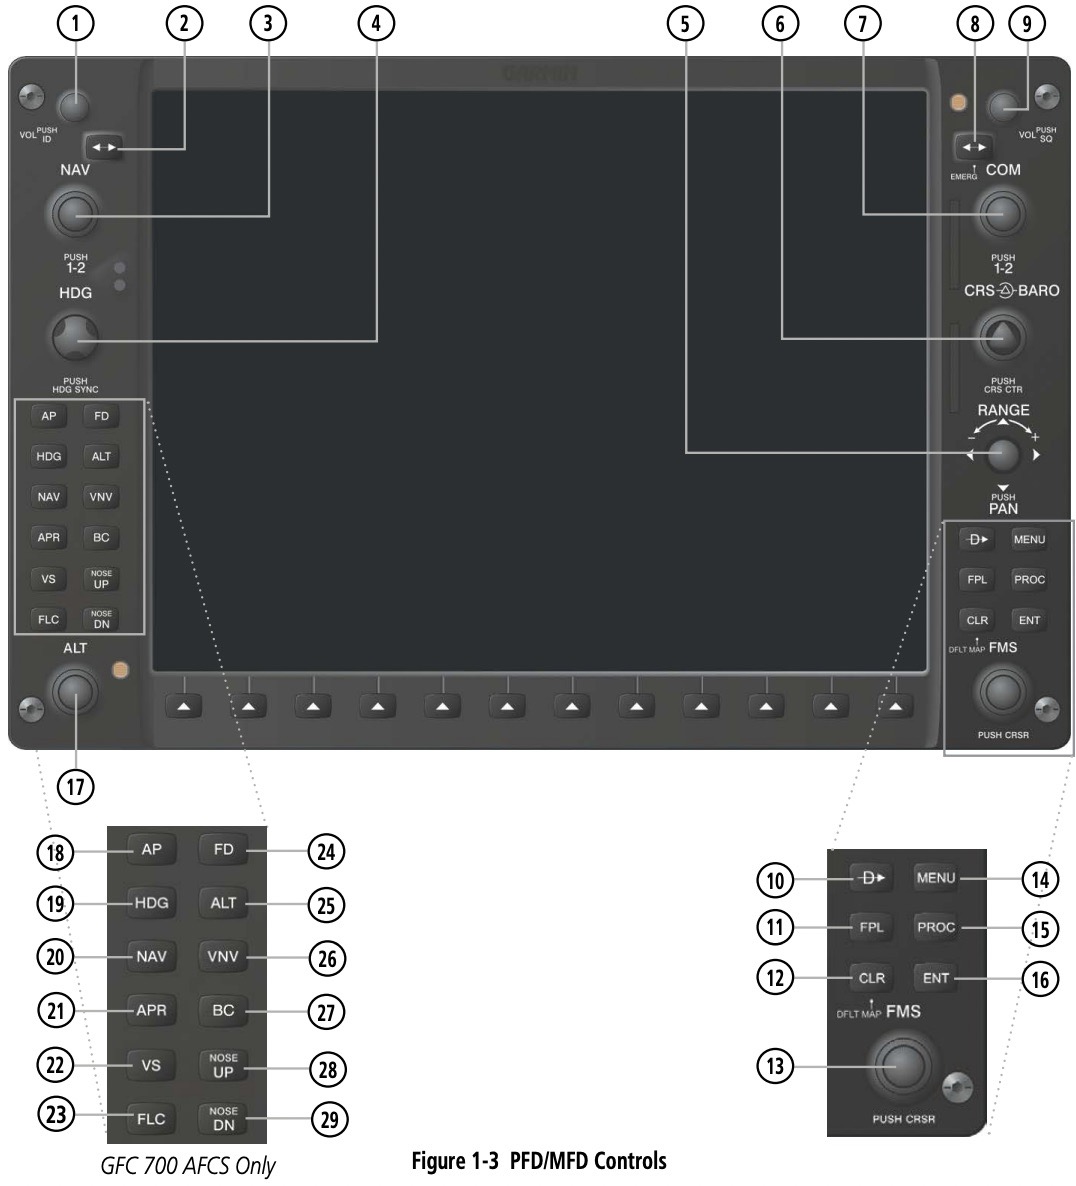 1 2 3 4 5 6 7 8 9
GARMIN
VOL PUSH ID
NAV
PUSH
1-2
HDG
PUSH
HDG SYNC
AP FD
HDG ALT
NAV VNV
APR BC
VS NOSE UP
FLC NOSE DN
ALT
17
VOL PUSH SQ
EMERG COM
PUSH
1-2
CRS BARO
PUSH
CRS CTR
RANGE
- +
PUSH
PAN
D MENU
FPL PROC
CLR ENT
DFLT MAP FMS
PUSH CRSR
18 AP FD 24
19 HDG ALT 25
20 NAV VNV 26
21 APR BC 27
22 VS NOSE UP 28
23 FLC NOSE DN 29
GFC 700 AFCS Only
10 D MENU 14
11 FPL PROC 15
12 CLR ENT 16
DFLT MAP FMS
13
PUSH CRSR
Figure 1-3 PFD/MFD Controls